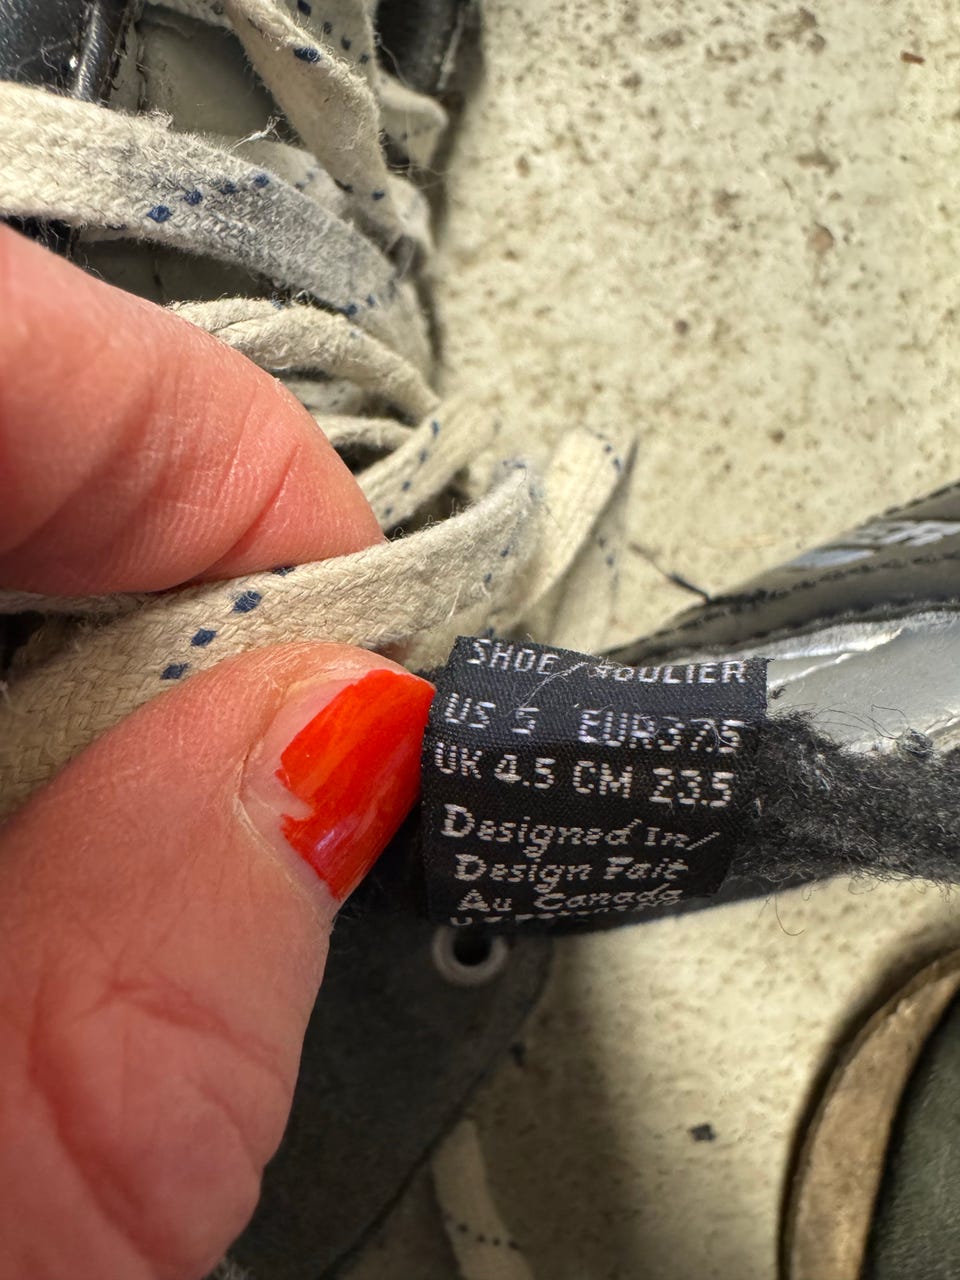 SHOE / SOULIER
US 5 EUR37.5
UK 4.5 CM 23.5
Designed in/
Design Fait
Au Canada